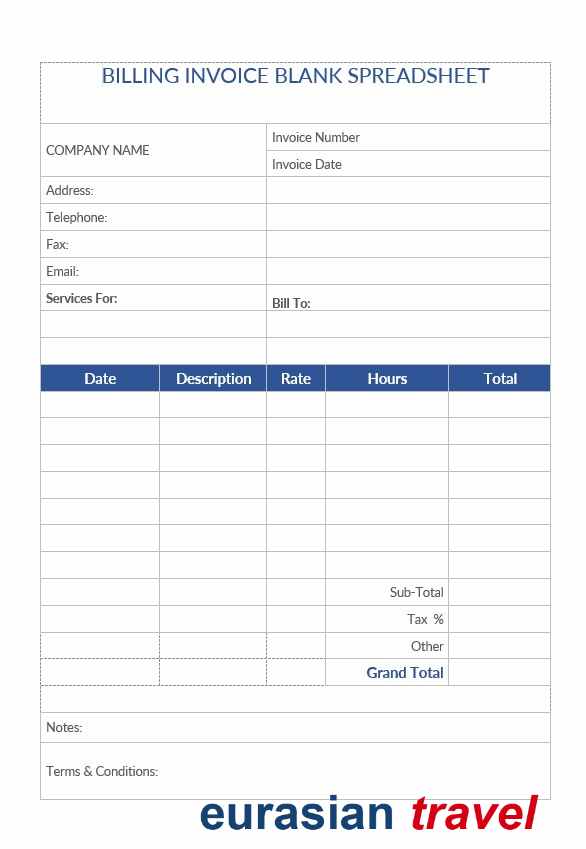 BILLING INVOICE BLANK SPREADSHEET
COMPANY NAME
Invoice Number
Invoice Date
Address:
Telephone:
Fax:
Email:
Services For:
Bill To:
Date Description Rate Hours Total
Sub-Total
Tax %
Other
Grand Total
Notes:
Terms & Conditions:
eurasian travel